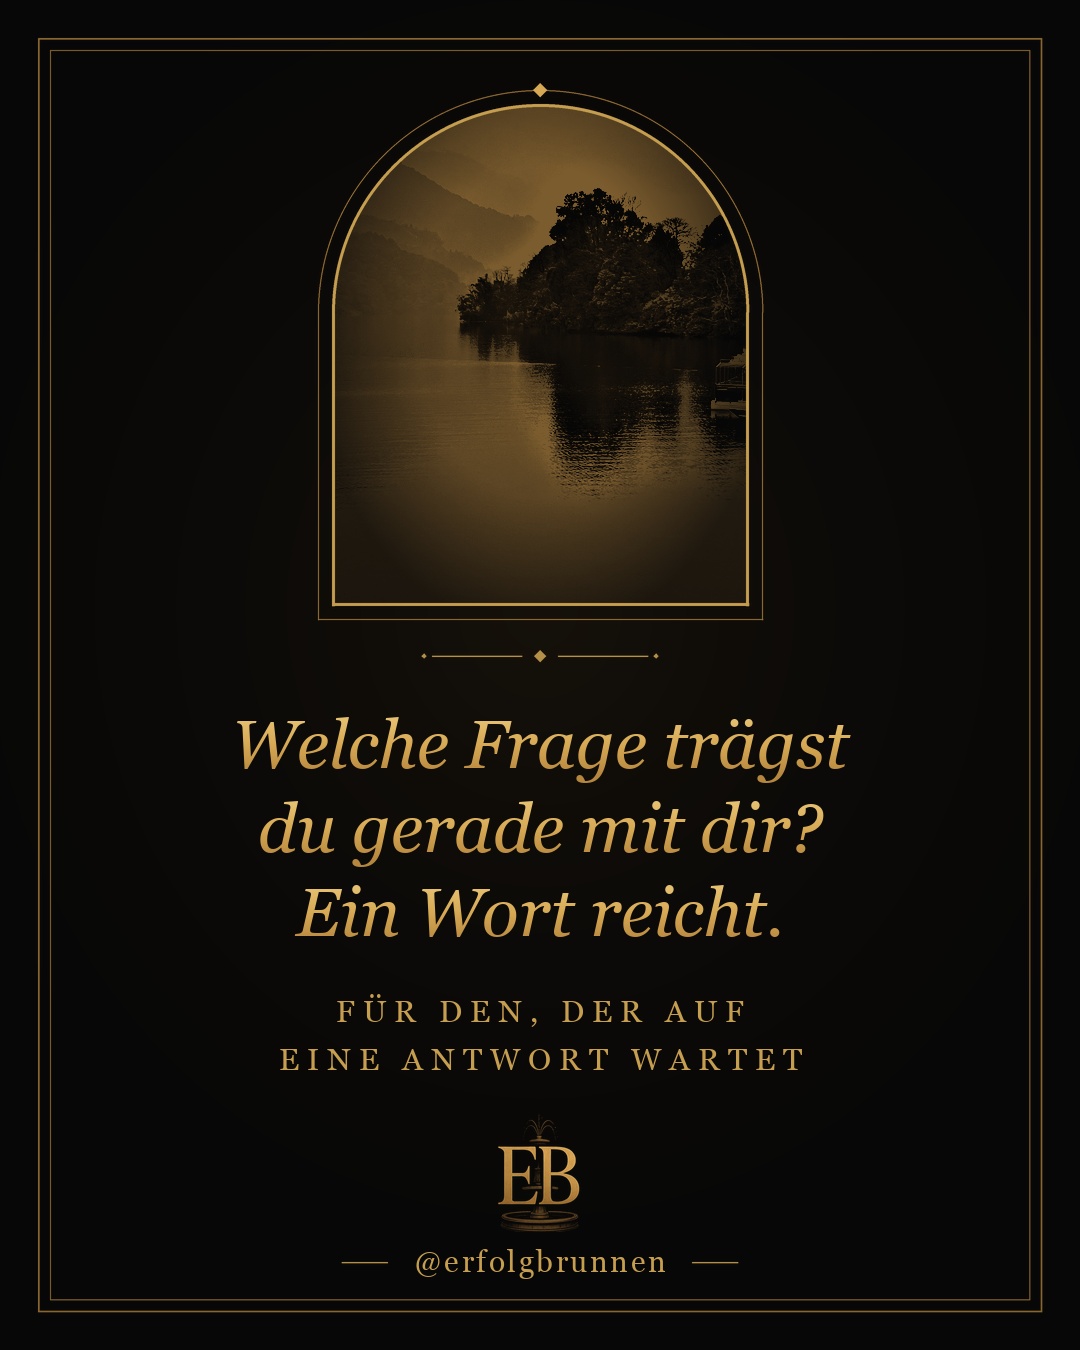 Welche Frage trägst
du gerade mit dir?
Ein Wort reicht.
FÜR DEN, DER AUF
EINE ANTWORT WARTET
EB
@erfolgbrunnen